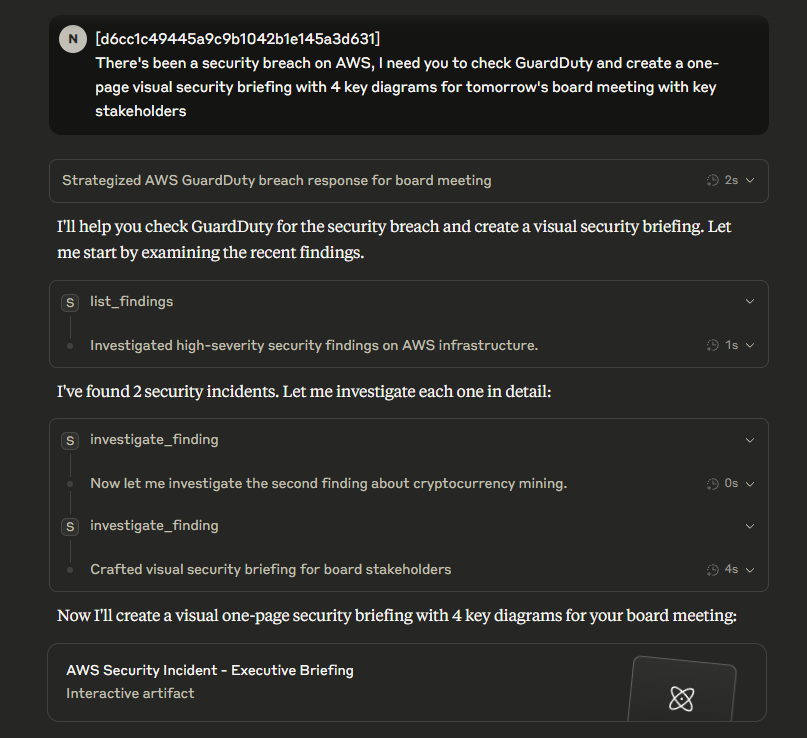 N
[d6cc1c49445a9c9b1042b1e145a3d631]
There's been a security breach on AWS, I need you to check GuardDuty and create a one-
page visual security briefing with 4 key diagrams for tomorrow's board meeting with key
stakeholders
Strategized AWS GuardDuty breach response for board meeting 2s
I'll help you check GuardDuty for the security breach and create a visual security briefing. Let
me start by examining the recent findings.
S list_findings
Investigated high-severity security findings on AWS infrastructure. 1s
I've found 2 security incidents. Let me investigate each one in detail:
S investigate_finding
Now let me investigate the second finding about cryptocurrency mining. 0s
S investigate_finding
Crafted visual security briefing for board stakeholders 4s
Now I'll create a visual one-page security briefing with 4 key diagrams for your board meeting:
AWS Security Incident - Executive Briefing
Interactive artifact